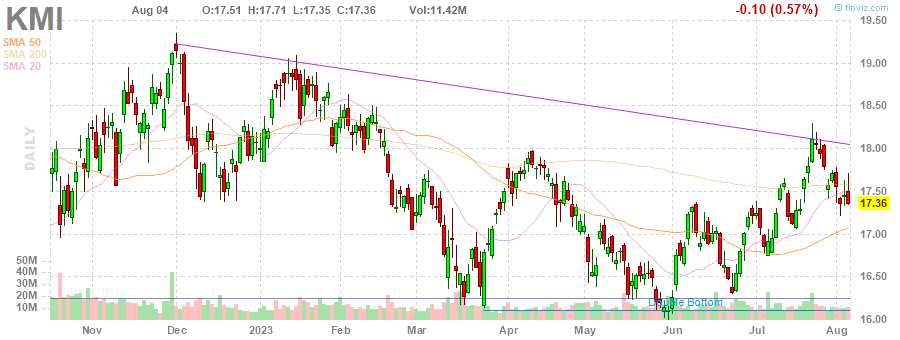 KMI
Aug 04 O:17.51 H:17.71 L:17.35 C:17.36 Vol:11.42M -0.10 (0.57%)
© finviz.com
SMA 50
SMA 200
SMA 20
DAILY
19.50
19.00
18.50
18.00
17.50
17.36
17.00
16.50
16.00
50M
40M
30M
20M
10M
Double Bottom
Nov Dec 2023 Feb Mar Apr May Jun Jul Aug